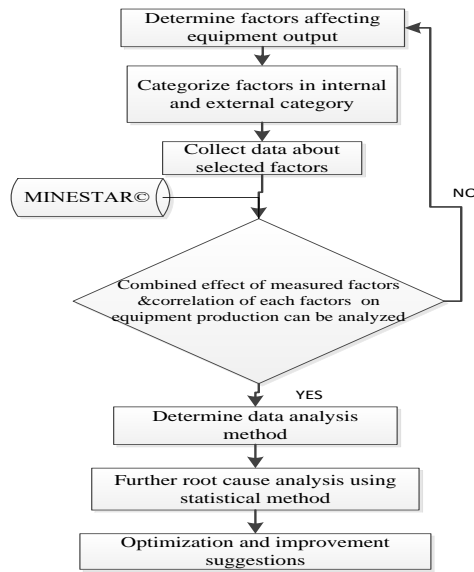 Determine factors affecting
equipment output
Categorize factors in internal
and external category
Collect data about
selected factors
MINESTAR©
NO
Combined effect of measured factors
&correlation of each factors on
equipment production can be analyzed
YES
Determine data analysis
method
Further root cause analysis using
statistical method
Optimization and improvement
suggestions